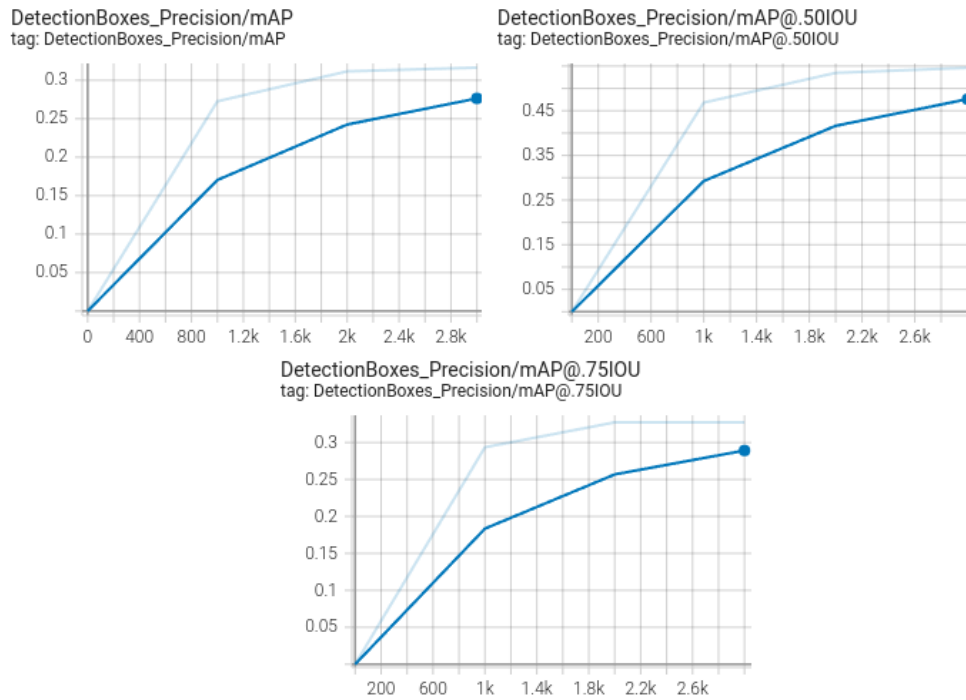 DetectionBoxes_Precision/mAP
tag: DetectionBoxes_Precision/mAP
0.3
0.25
0.2
0.15
0.1
0.05
0 400 800 1.2k 1.6k 2k 2.4k 2.8k
DetectionBoxes_Precision/mAP@.50IOU
tag: DetectionBoxes_Precision/mAP@.50IOU
0.45
0.35
0.25
0.15
0.05
200 600 1k 1.4k 1.8k 2.2k 2.6k
DetectionBoxes_Precision/mAP@.75IOU
tag: DetectionBoxes_Precision/mAP@.75IOU
0.3
0.25
0.2
0.15
0.1
0.05
200 600 1k 1.4k 1.8k 2.2k 2.6k